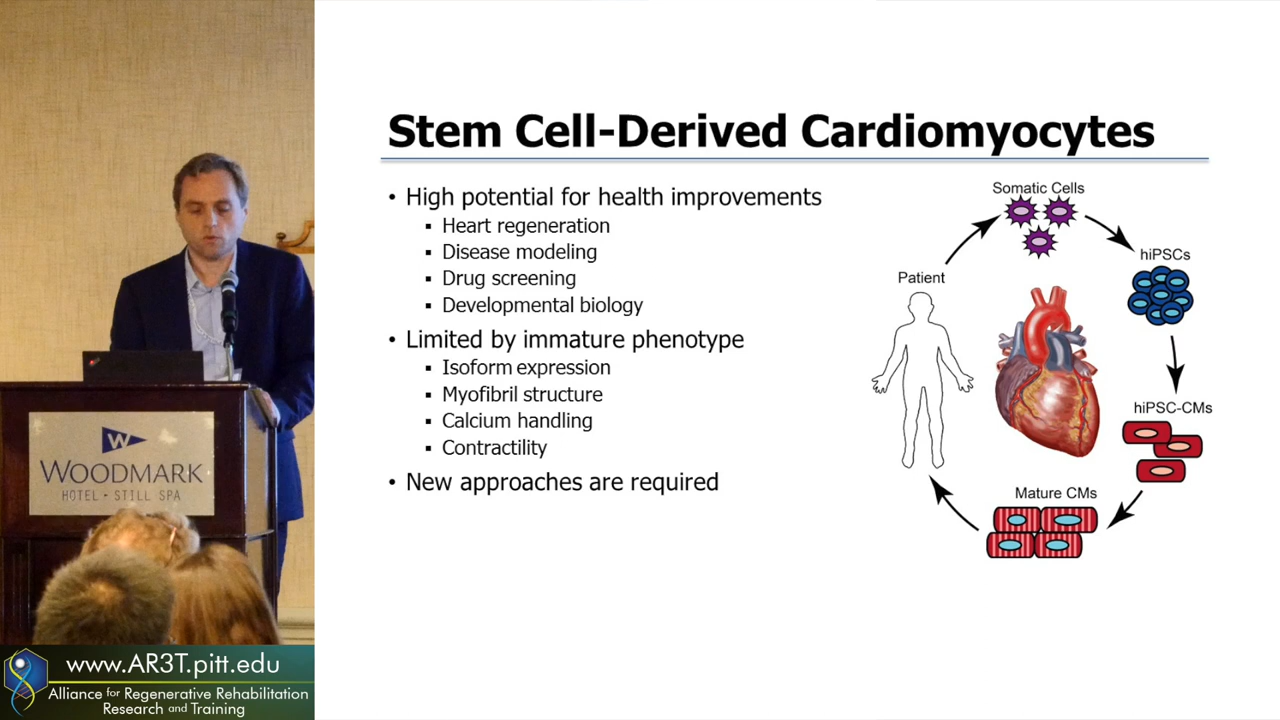 Stem Cell-Derived Cardiomyocytes
• High potential for health improvements
▪ Heart regeneration
▪ Disease modeling
▪ Drug screening
▪ Developmental biology
• Limited by immature phenotype
▪ Isoform expression
▪ Myofibril structure
▪ Calcium handling
▪ Contractility
• New approaches are required
Somatic Cells
hiPSCs
Patient
hiPSC-CMs
Mature CMs
W
WOODMARK
HOTEL • STILL SPA
www.AR3T.pitt.edu
Alliance for Regenerative Rehabilitation
Research and Training